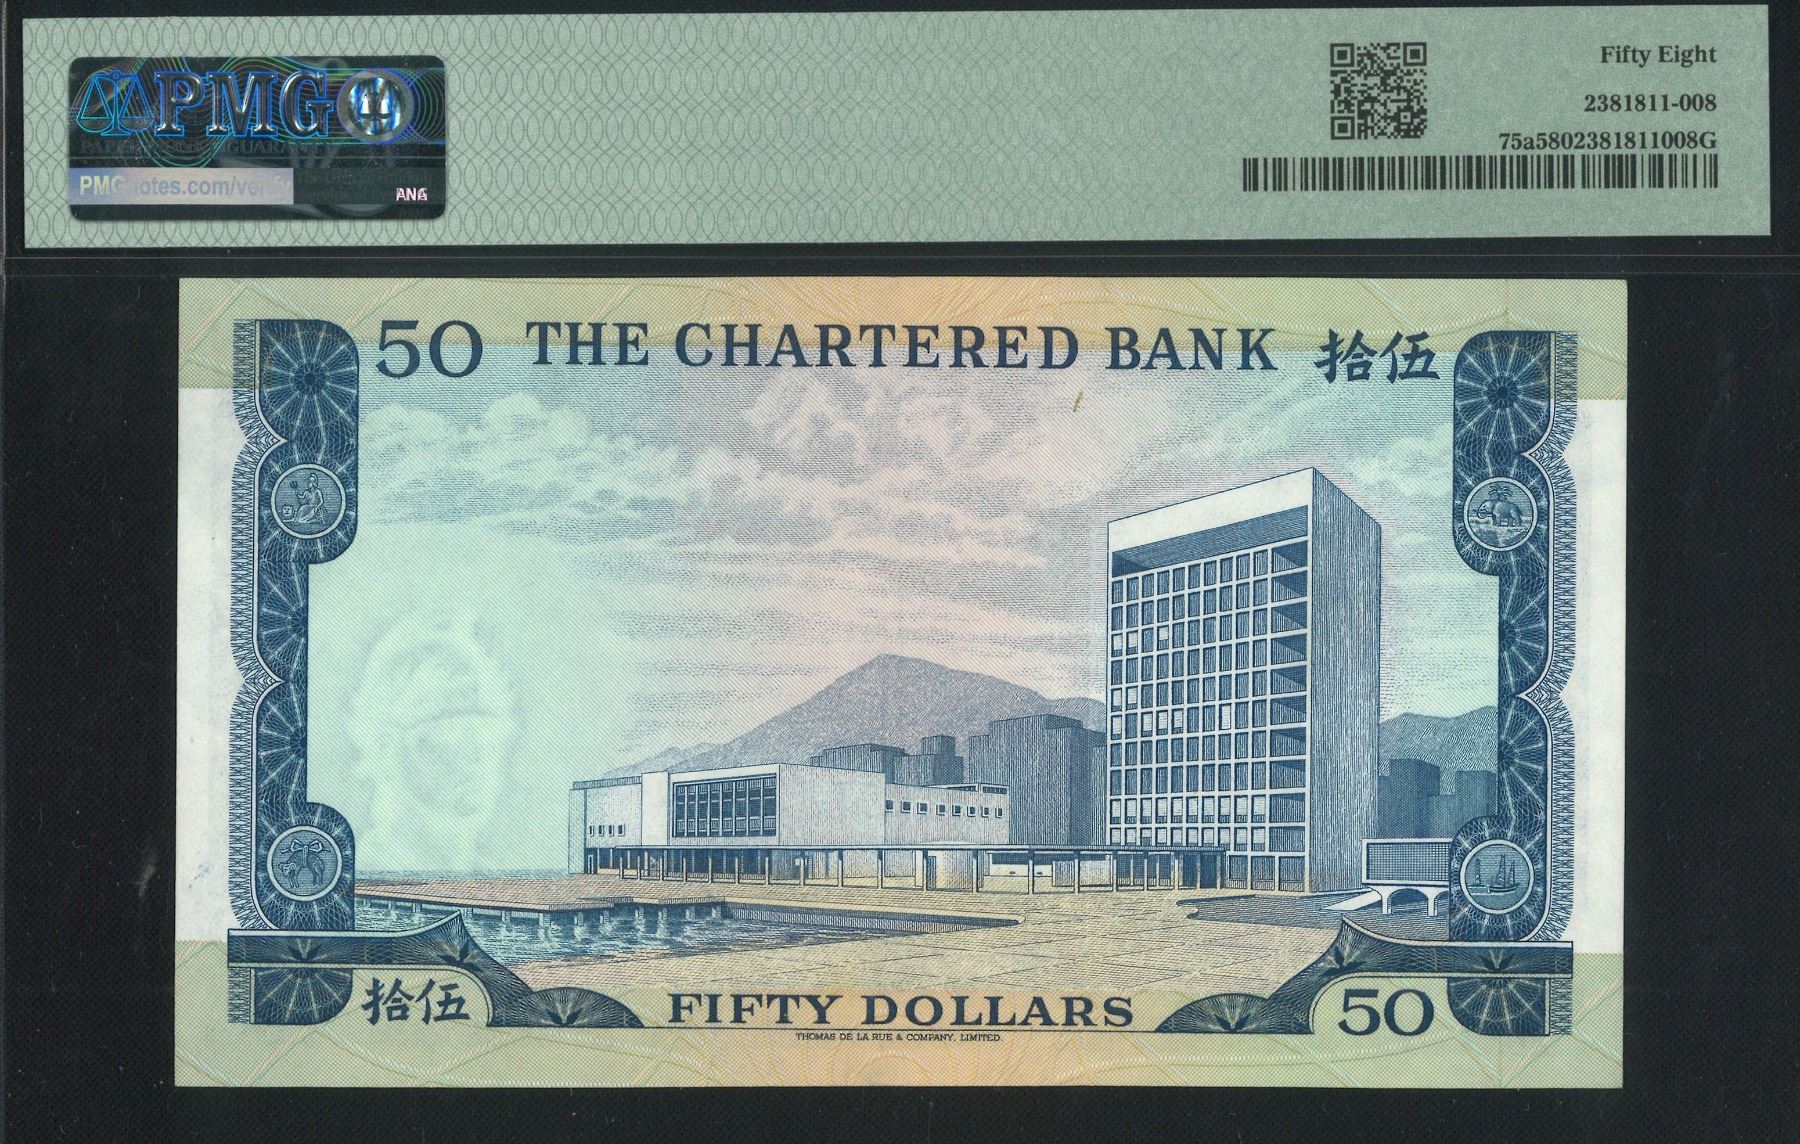 PMG
PMGnotes.com/verify
ANA
Fifty Eight
2381811-008
75a5802381811008G
50 THE CHARTERED BANK 拾伍
拾伍 FIFTY DOLLARS 50
THOMAS DE LA RUE & COMPANY, LIMITED.